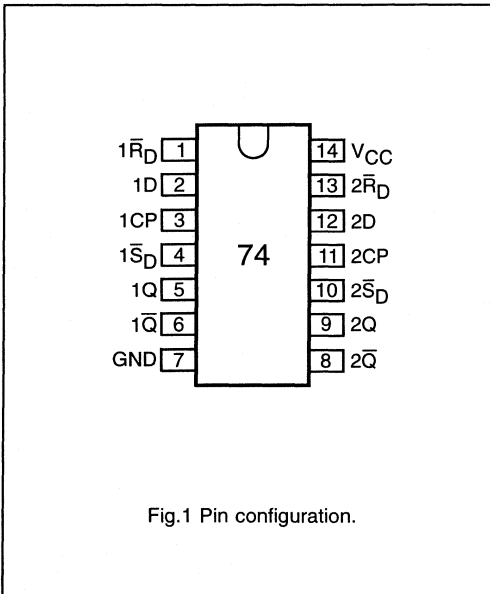 1R̅D 1 14 VCC
1D 2 13 2R̅D
1CP 3 12 2D
1S̅D 4 74 11 2CP
1Q 5 10 2S̅D
1Q̅ 6 9 2Q
GND 7 8 2Q̅
Fig.1 Pin configuration.